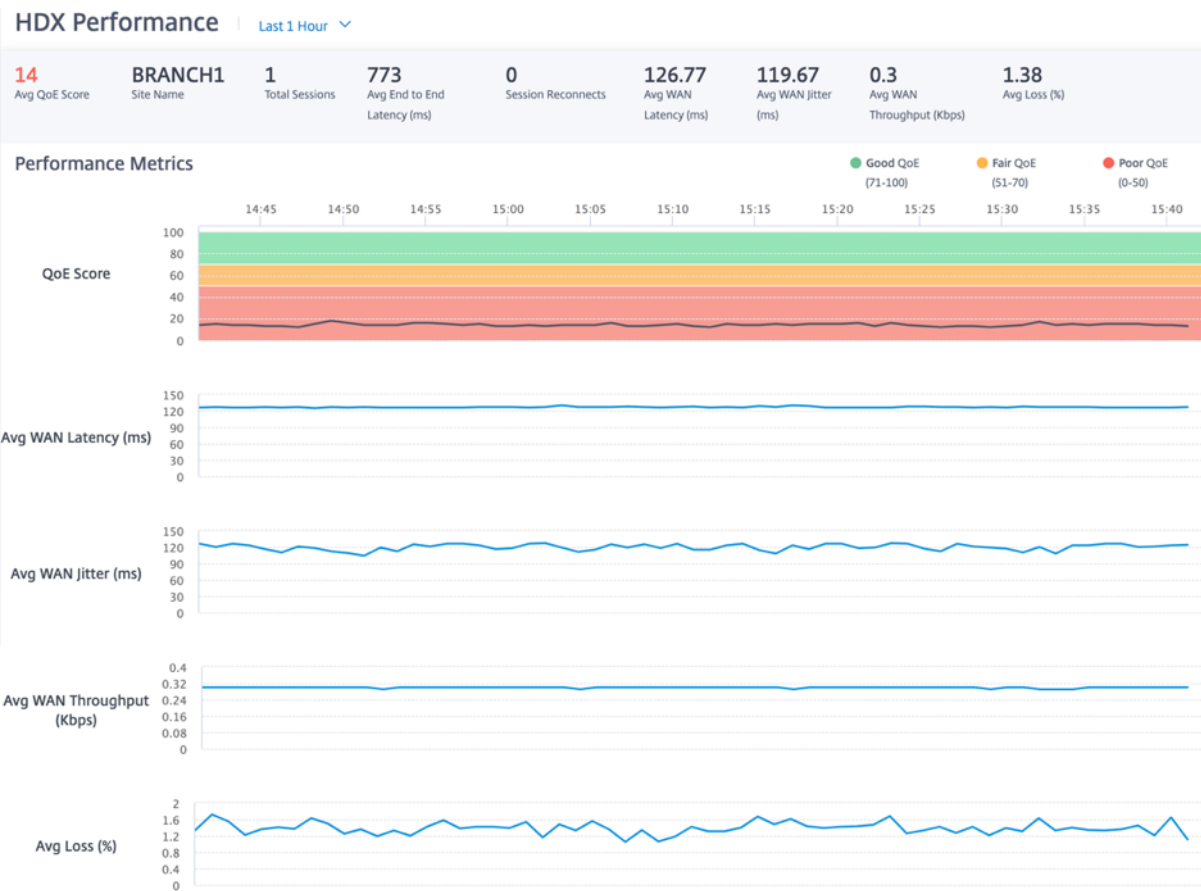 HDX Performance Last 1 Hour
14 BRANCH1 1 773 0 126.77 119.67 0.3 1.38
Avg QoE Score Site Name Total Sessions Avg End to End Session Reconnects Avg WAN Avg WAN Jitter Avg WAN Avg Loss (%)
Latency (ms) Latency (ms) (ms) Throughput (Kbps)
Performance Metrics Good QoE Fair QoE Poor QoE
(71-100) (51-70) (0-50)
14:45 14:50 14:55 15:00 15:05 15:10 15:15 15:20 15:25 15:30 15:35 15:40
100
80
QoE Score
60
40
20
0
150
120
90
Avg WAN Latency (ms)
60
30
0
150
120
90
Avg WAN Jitter (ms)
60
30
0
0.4
0.32
Avg WAN Throughput 0.24
(Kbps) 0.16
0.08
0
2
1.6
1.2
Avg Loss (%)
0.8
0.4
0